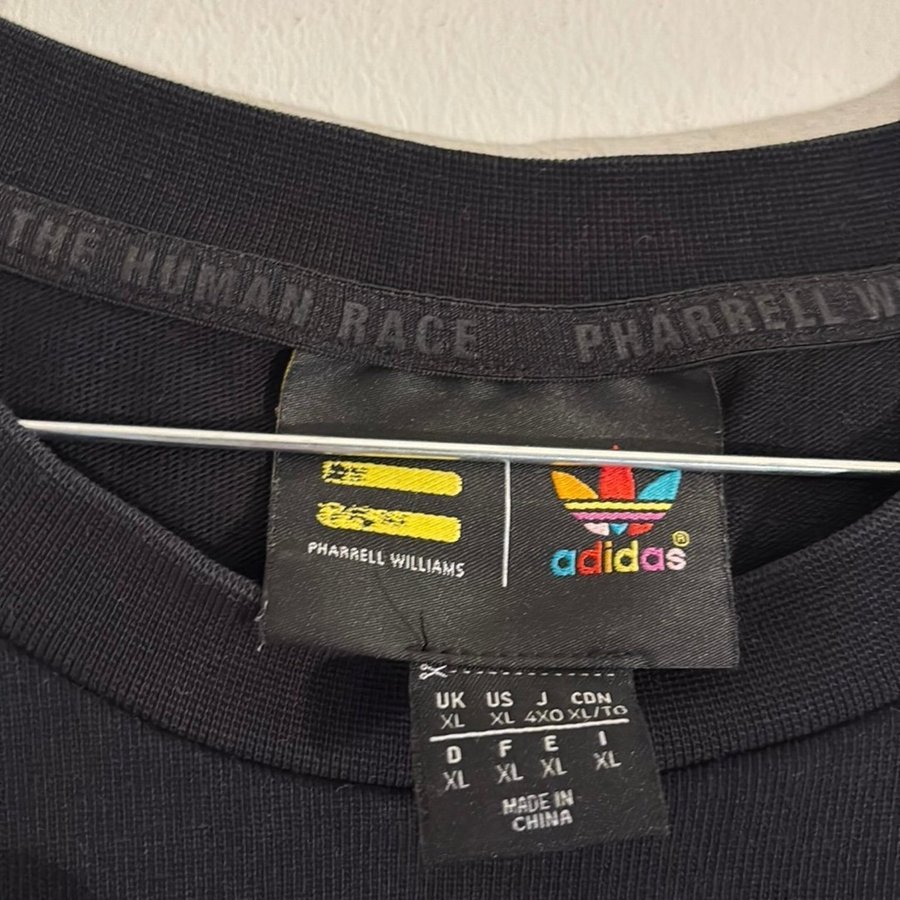 THE HUMAN RACE PHARRELL W
PHARRELL WILLIAMS
adidas®
UK US J CDN
XL XL 4XO XL/TG
D F E I
XL XL XL XL
MADE IN
CHINA